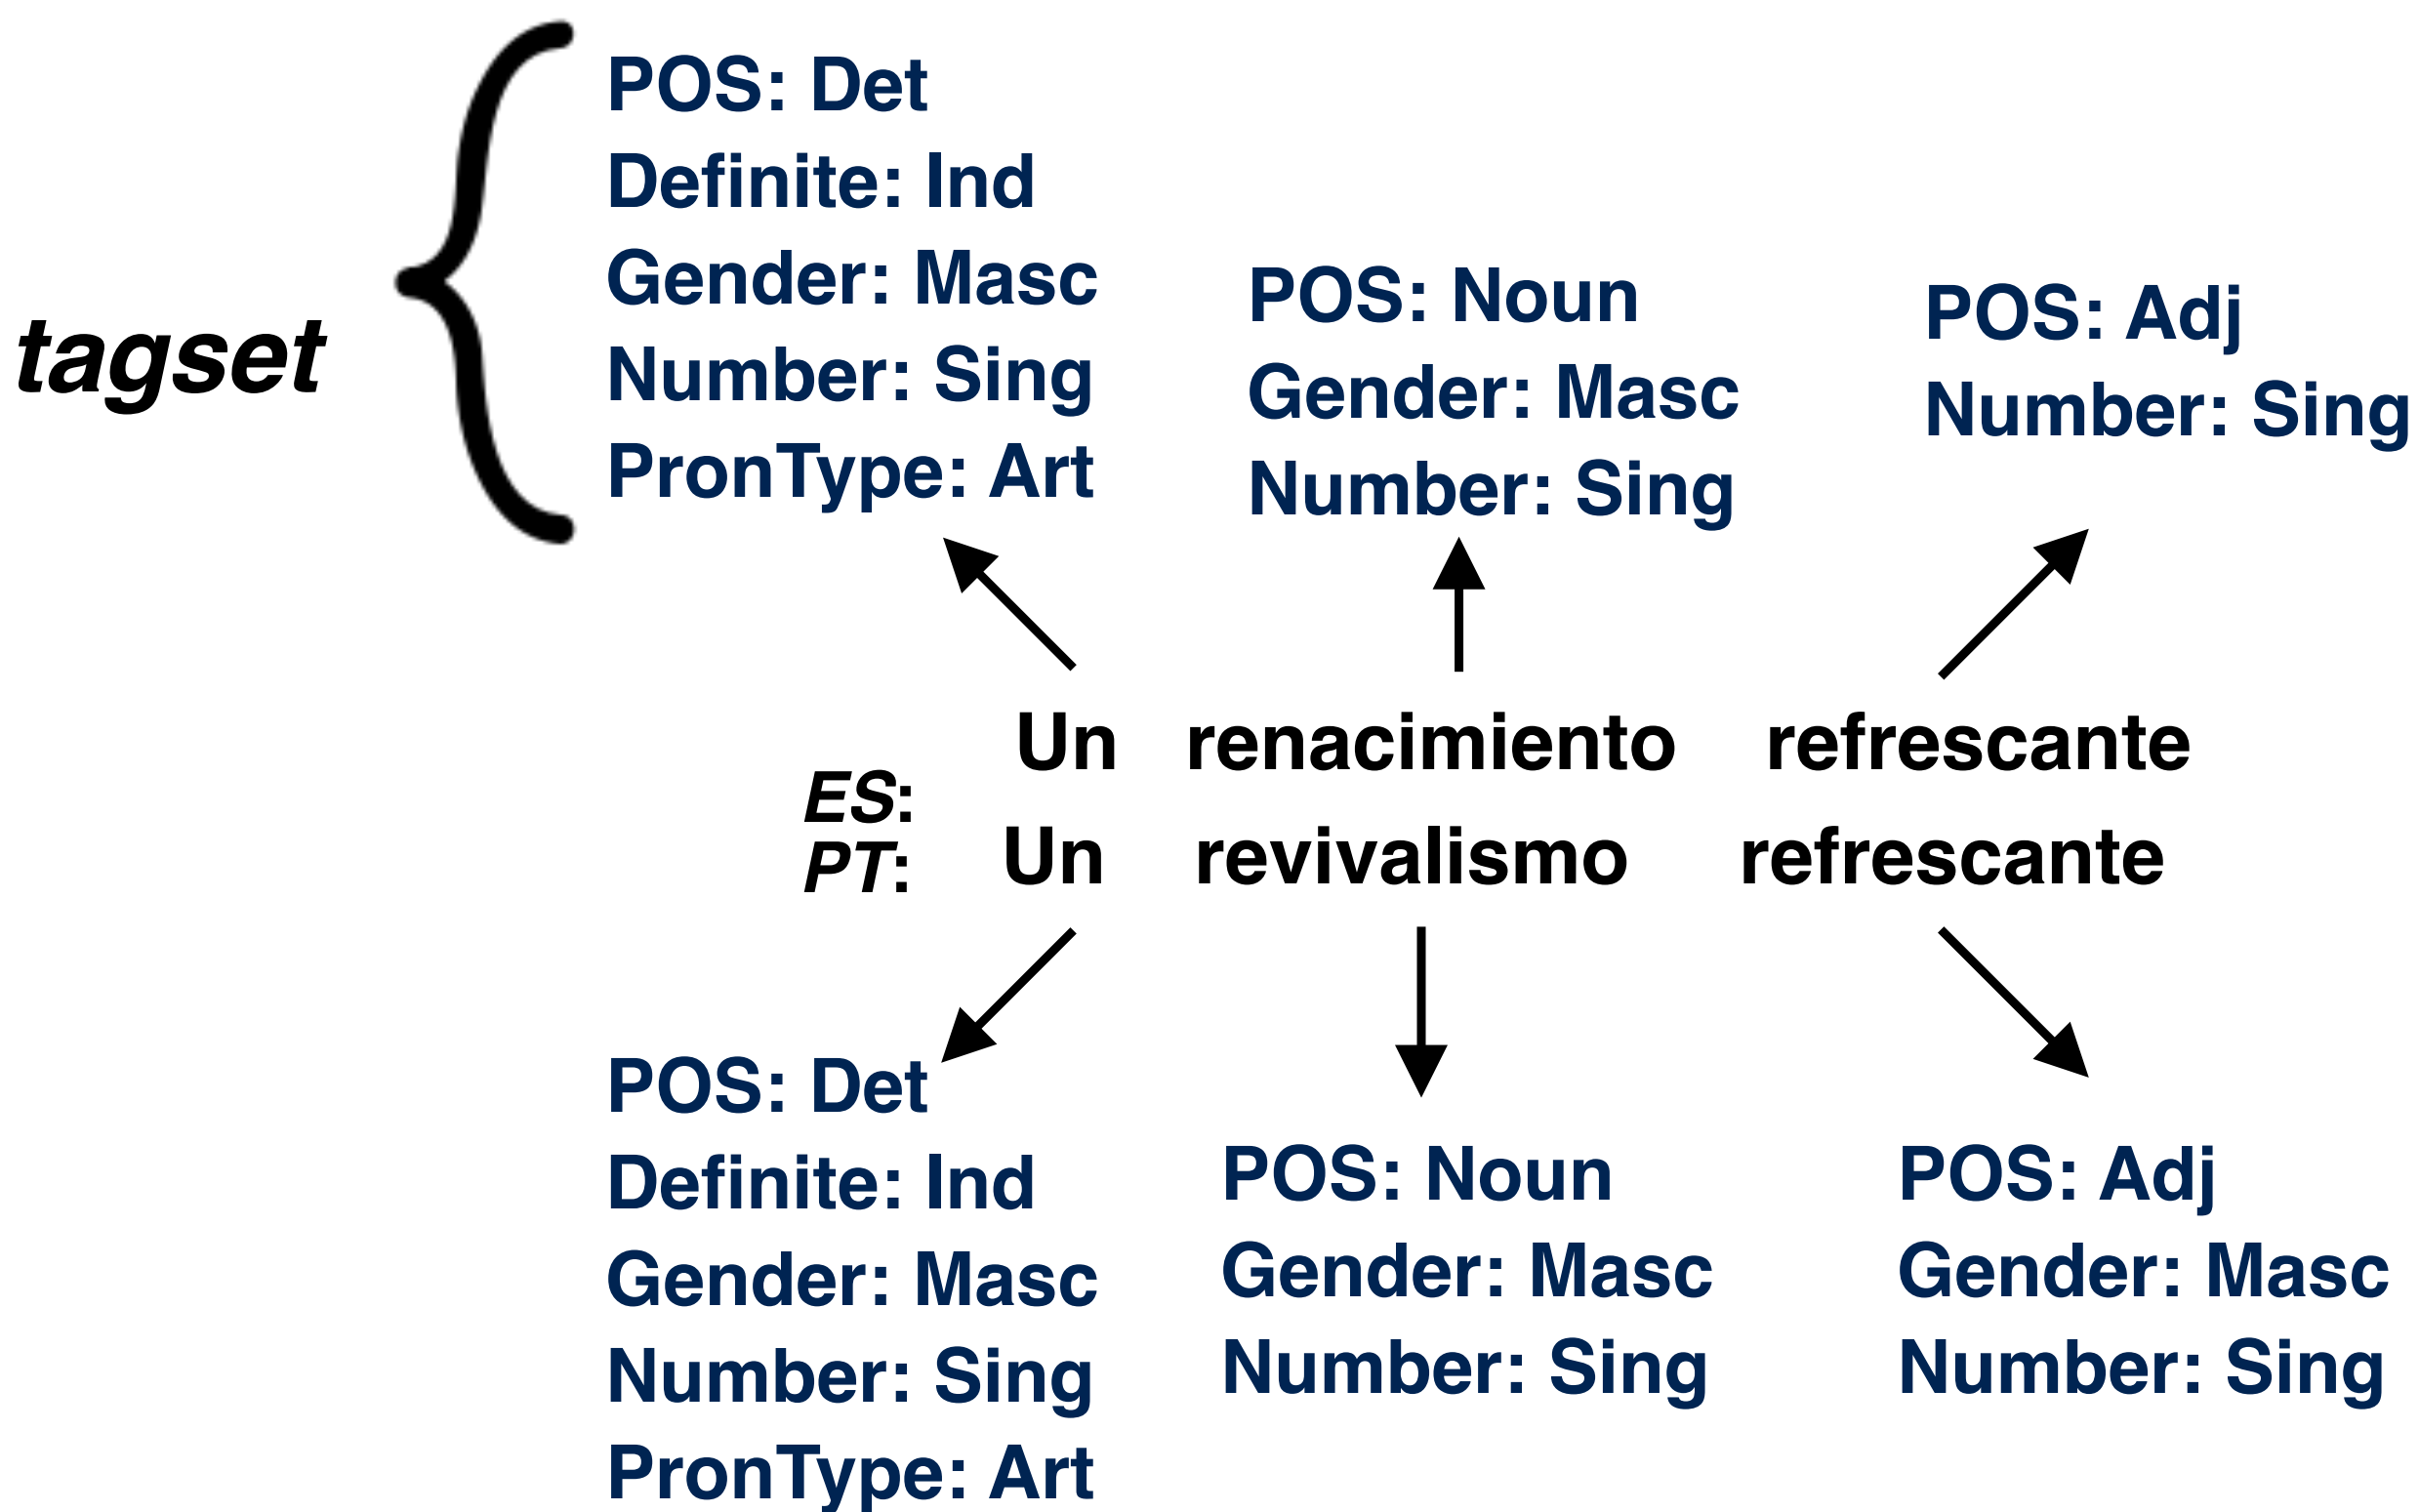 tagset
POS: Det
Definite: Ind
Gender: Masc
Number: Sing
PronType: Art
POS: Noun
Gender: Masc
Number: Sing
POS: Adj
Number: Sing
ES: Un renacimiento refrescante
PT: Un revivalismo refrescante
POS: Det
Definite: Ind
Gender: Masc
Number: Sing
PronType: Art
POS: Noun
Gender: Masc
Number: Sing
POS: Adj
Gender: Masc
Number: Sing